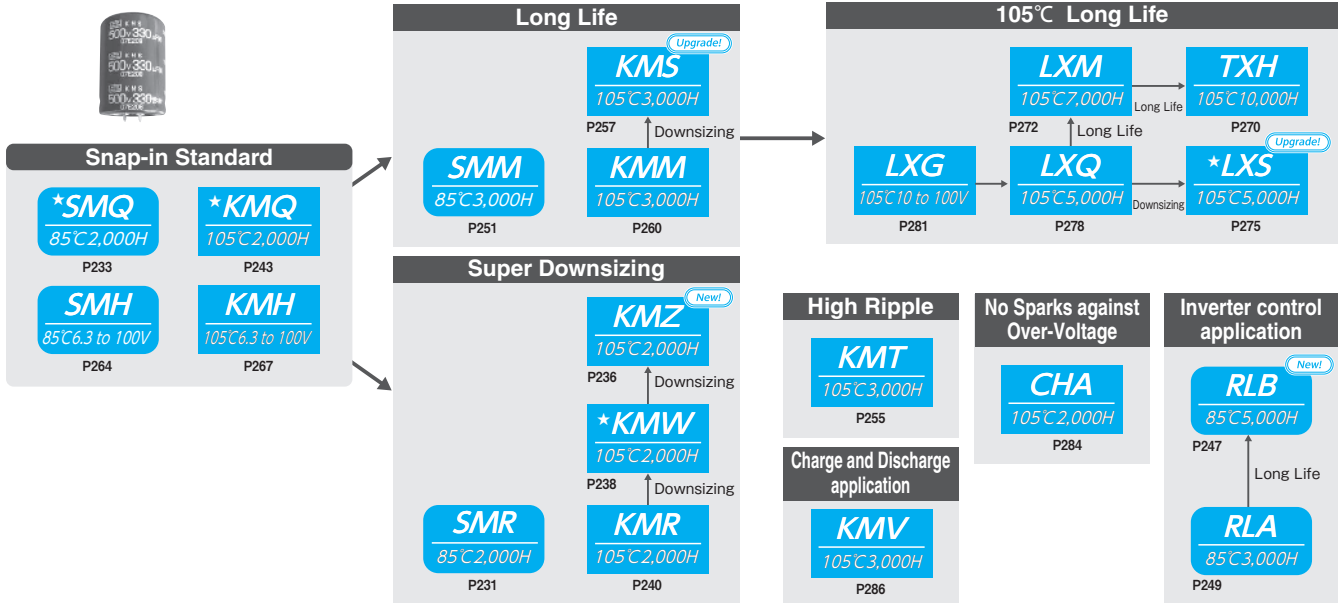 500v330µF
500v330µF
500v330
Snap-in Standard
★SMQ
85℃2,000H
P233
★KMQ
105℃2,000H
P243
SMH
85℃6.3 to 100V
P264
KMH
105℃6.3 to 100V
P267
Long Life
Upgrade!
KMS
105℃3,000H
P257
Downsizing
SMM
85℃3,000H
P251
KMM
105℃3,000H
P260
Super Downsizing
New!
KMZ
105℃2,000H
P236
Downsizing
★KMW
105℃2,000H
P238
Downsizing
SMR
85℃2,000H
P231
KMR
105℃2,000H
P240
105℃ Long Life
LXM
105℃7,000H
P272
Long Life
TXH
105℃10,000H
P270
Long Life
Upgrade!
LXG
105℃10 to 100V
P281
LXQ
105℃5,000H
P278
Downsizing
★LXS
105℃5,000H
P275
High Ripple
KMT
105℃3,000H
P255
Charge and Discharge
application
KMV
105℃3,000H
P286
No Sparks against
Over-Voltage
CHA
105℃2,000H
P284
Inverter control
application
New!
RLB
85℃5,000H
P247
Long Life
RLA
85℃3,000H
P249